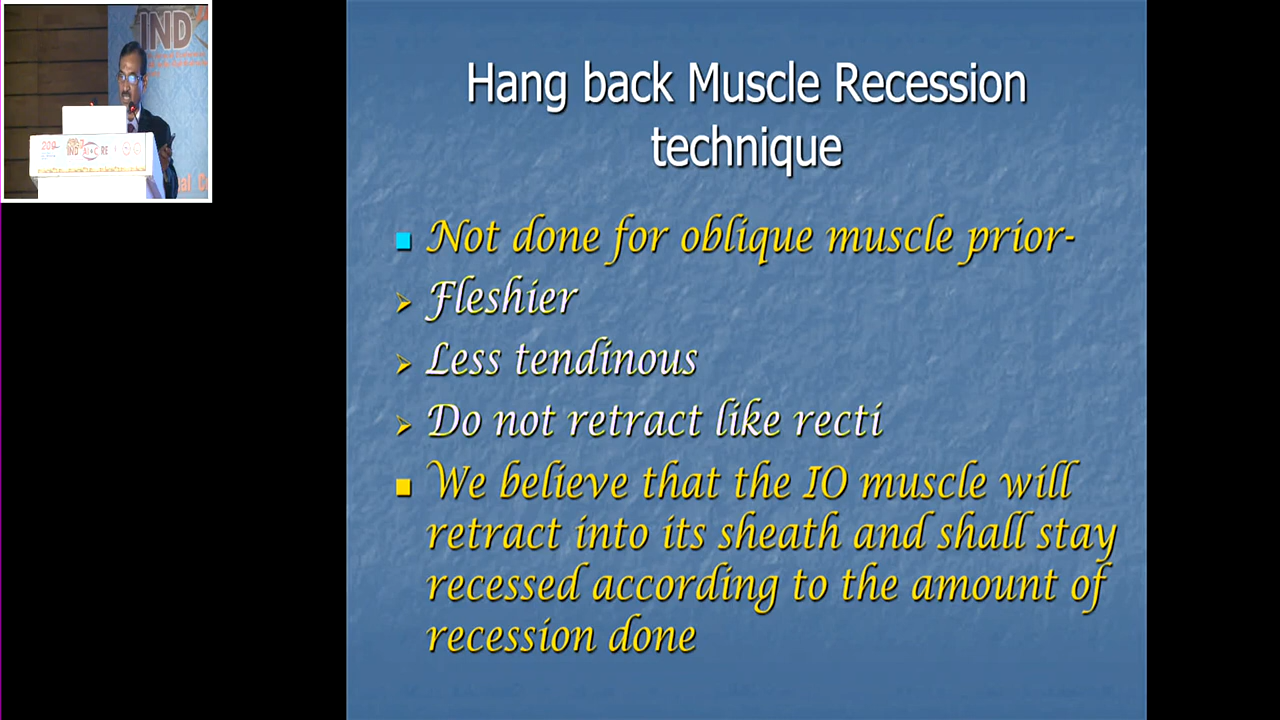 IND
Hang back Muscle Recession
technique
Not done for oblique muscle prior-
Fleshier
Less tendinous
Do not retract like recti
We believe that the IO muscle will
retract into its sheath and shall stay
recessed according to the amount of
recession done